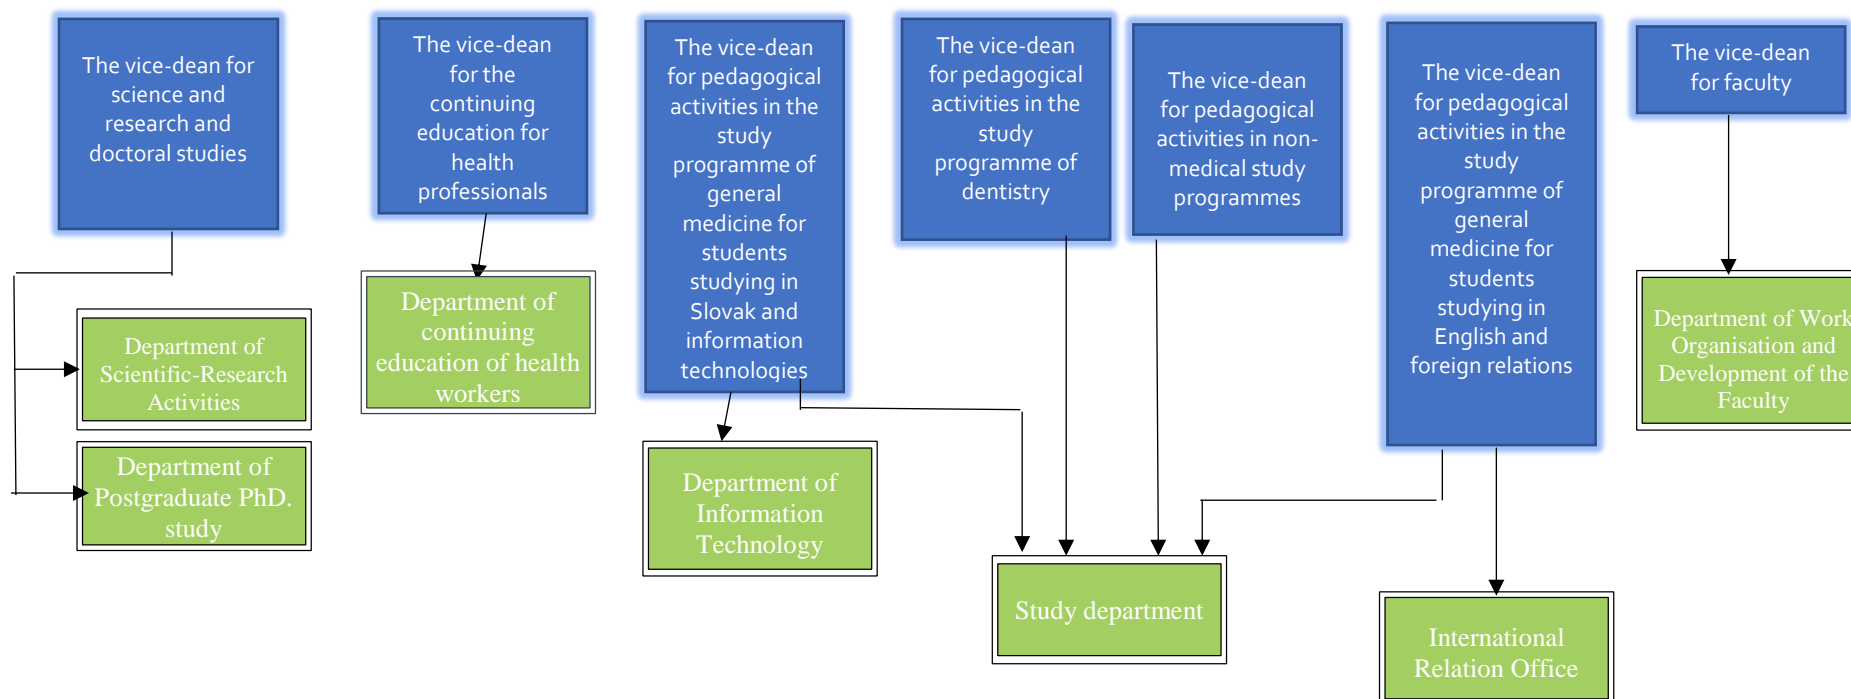 The vice-dean for
science and
research and
doctoral studies
The vice-dean
for the
continuing
education for
health
professionals
The vice-dean
for pedagogical
activities in the
study
programme of
general
medicine for
students
studying in
Slovak and
information
technologies
The vice-dean
for pedagogical
activities in the
study
programme of
dentistry
The vice-dean
for pedagogical
activities in non-
medical study
programmes
The vice-dean
for pedagogical
activities in the
study
programme of
general
medicine for
students
studying in
English and
foreign relations
The vice-dean
for faculty
Department of
Scientific-Research
Activities
Department of
Postgraduate PhD.
study
Department of
continuing
education of health
workers
Department of
Information
Technology
Study department
International
Relation Office
Department of Work
Organisation and
Development of the
Faculty